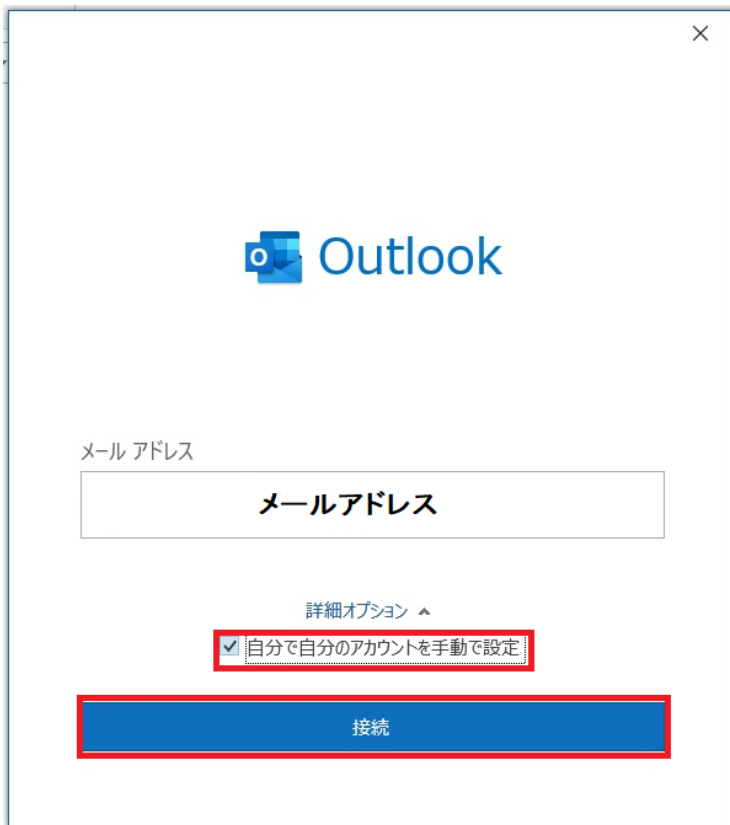 Outlook
メール アドレス
メールアドレス
詳細オプション
自分で自分のアカウントを手動で設定
接続